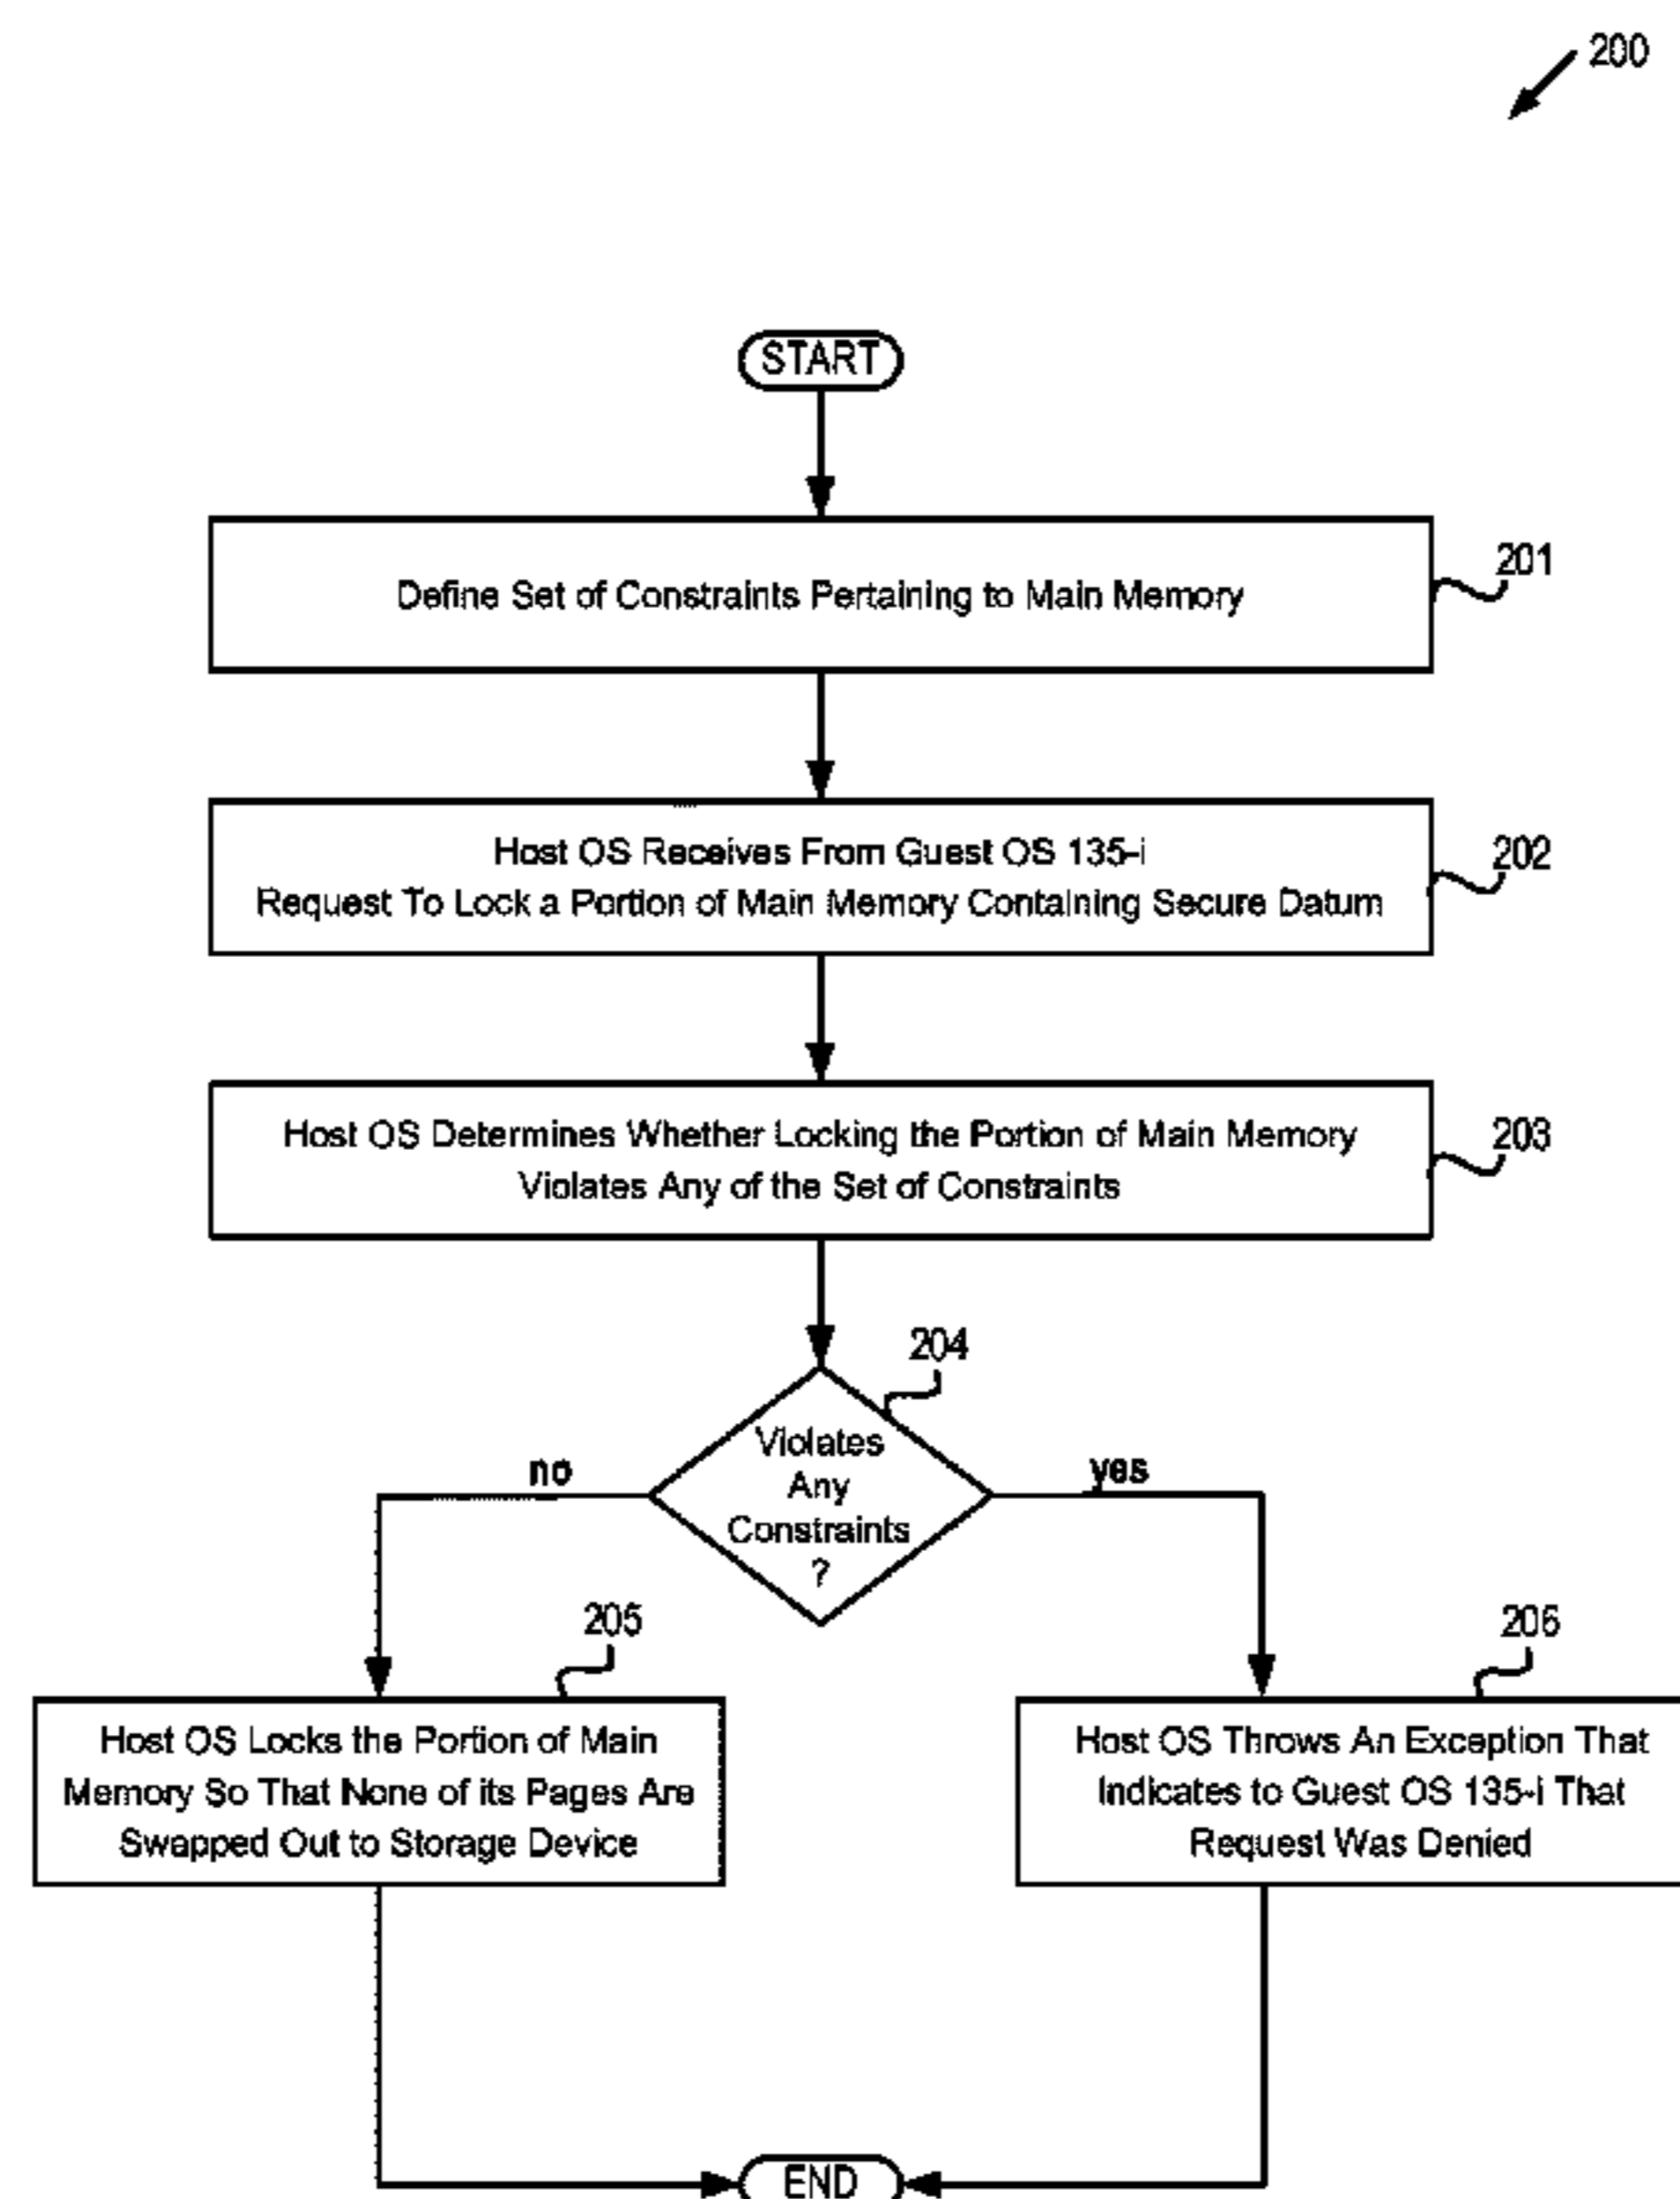 200
START
Define Set of Constraints Pertaining to Main Memory
201
Host OS Receives From Guest OS 135-i
Request To Lock a Portion of Main Memory Containing Secure Datum
202
Host OS Determines Whether Locking the Portion of Main Memory
Violates Any of the Set of Constraints
203
204
Violates
Any
Constraints
?
no
yes
205
Host OS Locks the Portion of Main
Memory So That None of its Pages Are
Swapped Out to Storage Device
206
Host OS Throws An Exception That
Indicates to Guest OS 135-i That
Request Was Denied
END